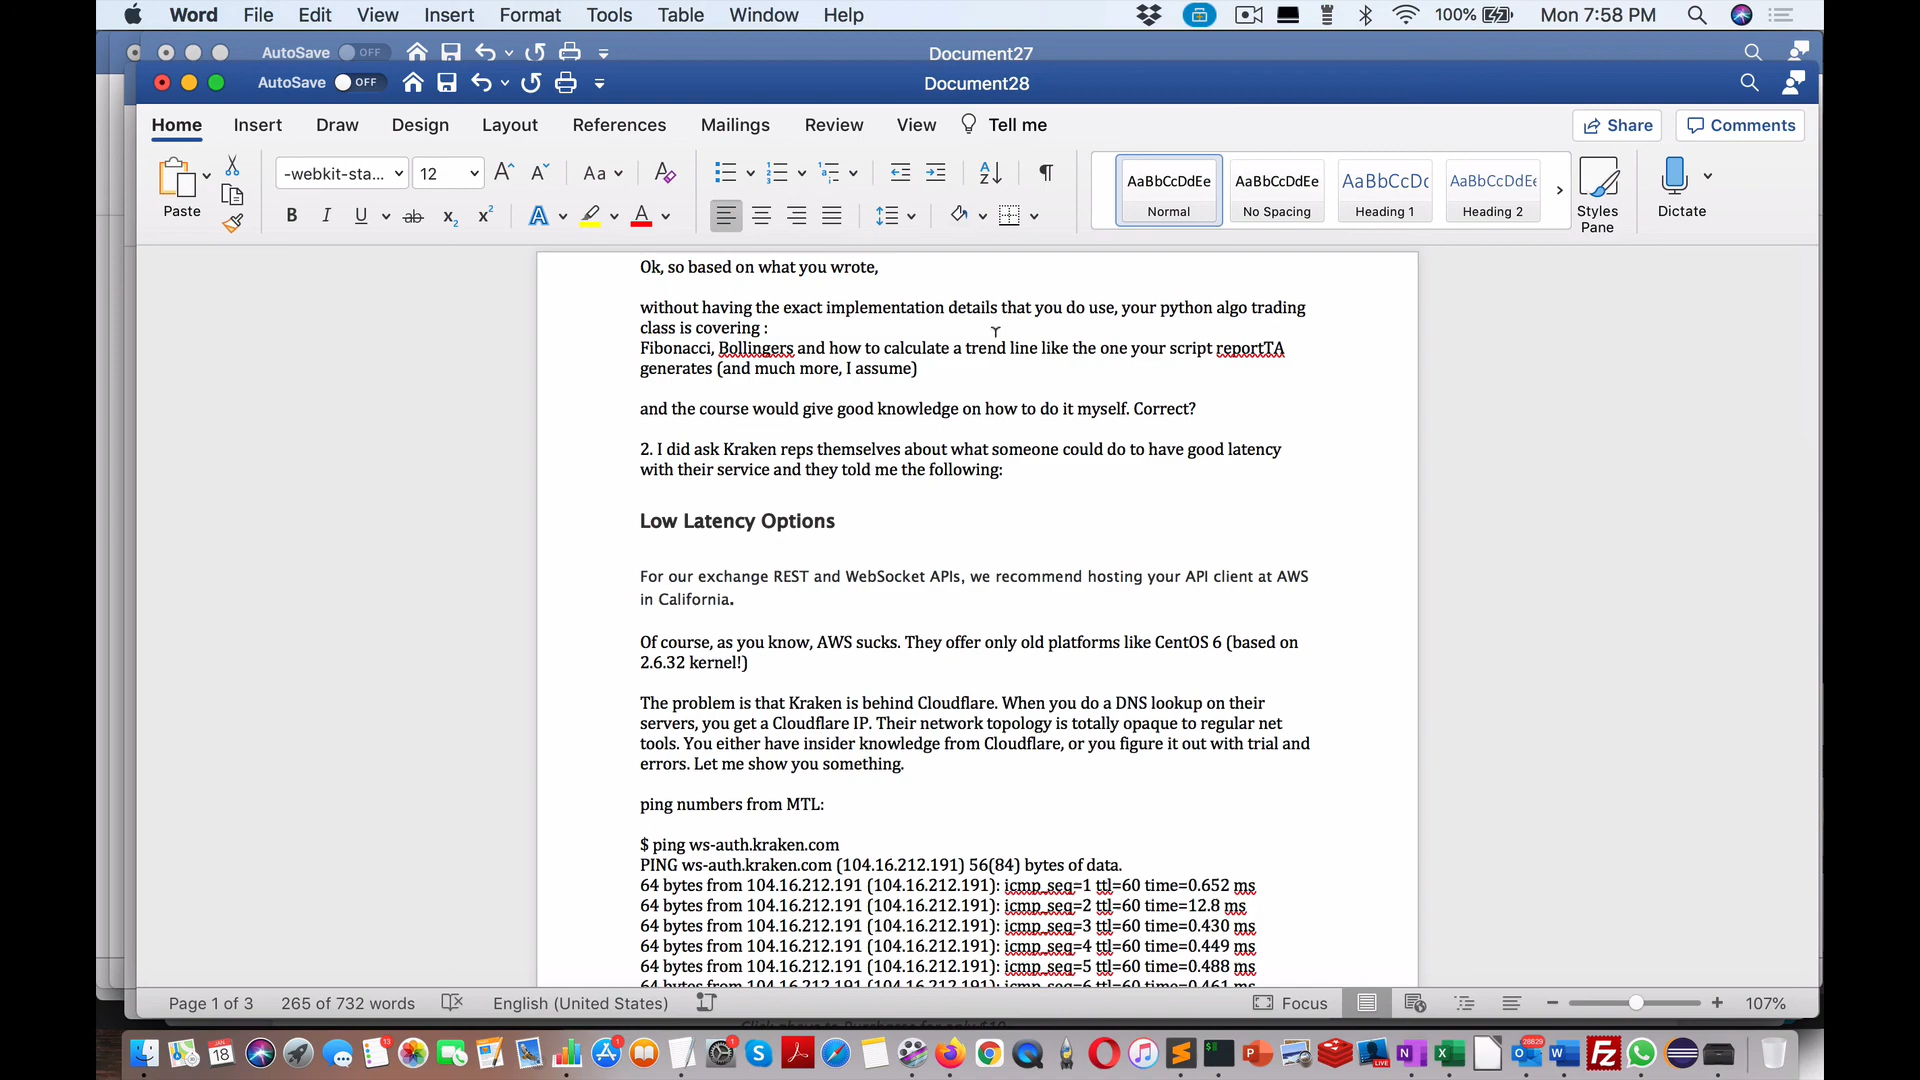 Word File Edit View Insert Format Tools Table Window Help 100% Mon 7:58 PM
AutoSave OFF Document27
AutoSave OFF Document28
Home Insert Draw Design Layout References Mailings Review View Tell me Share Comments
Paste -webkit-sta... 12 Aa
AaBbCcDdEe AaBbCcDdEe AaBbCcDc AaBbCcDdEe
Normal No Spacing Heading 1 Heading 2 Styles Pane Dictate
Ok, so based on what you wrote,
without having the exact implementation details that you do use, your python algo trading
class is covering :
Fibonacci, Bollingers and how to calculate a trend line like the one your script reportTA
generates (and much more, I assume)
and the course would give good knowledge on how to do it myself. Correct?
2. I did ask Kraken reps themselves about what someone could do to have good latency
with their service and they told me the following:
Low Latency Options
For our exchange REST and WebSocket APIs, we recommend hosting your API client at AWS
in California.
Of course, as you know, AWS sucks. They offer only old platforms like CentOS 6 (based on
2.6.32 kernel!)
The problem is that Kraken is behind Cloudflare. When you do a DNS lookup on their
servers, you get a Cloudflare IP. Their network topology is totally opaque to regular net
tools. You either have insider knowledge from Cloudflare, or you figure it out with trial and
errors. Let me show you something.
ping numbers from MTL:
$ ping ws-auth.kraken.com
PING ws-auth.kraken.com (104.16.212.191) 56(84) bytes of data.
64 bytes from 104.16.212.191 (104.16.212.191): icmp_seq=1 ttl=60 time=0.652 ms
64 bytes from 104.16.212.191 (104.16.212.191): icmp_seq=2 ttl=60 time=12.8 ms
64 bytes from 104.16.212.191 (104.16.212.191): icmp_seq=3 ttl=60 time=0.430 ms
64 bytes from 104.16.212.191 (104.16.212.191): icmp_seq=4 ttl=60 time=0.449 ms
64 bytes from 104.16.212.191 (104.16.212.191): icmp_seq=5 ttl=60 time=0.488 ms
64 bytes from 104.16.212.191 (104.16.212.191): icmp_seq=6 ttl=60 time=0.461 ms
Page 1 of 3 265 of 732 words English (United States) Focus 107%